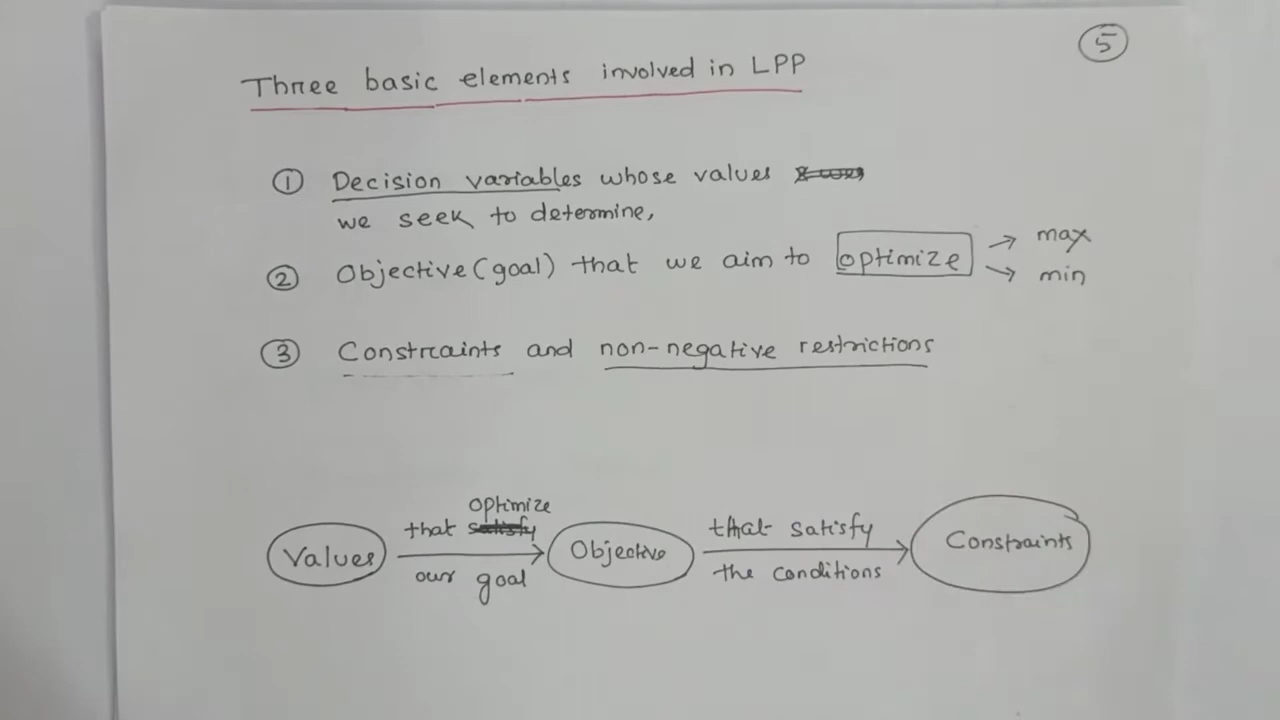 5
Three basic elements involved in LPP
1 Decision variables whose values
we seek to determine,
2 Objective (goal) that we aim to optimize → max
→ min
3 Constraints and non-negative restrictions
Values that optimize our goal → Objective that satisfy the conditions → Constraints